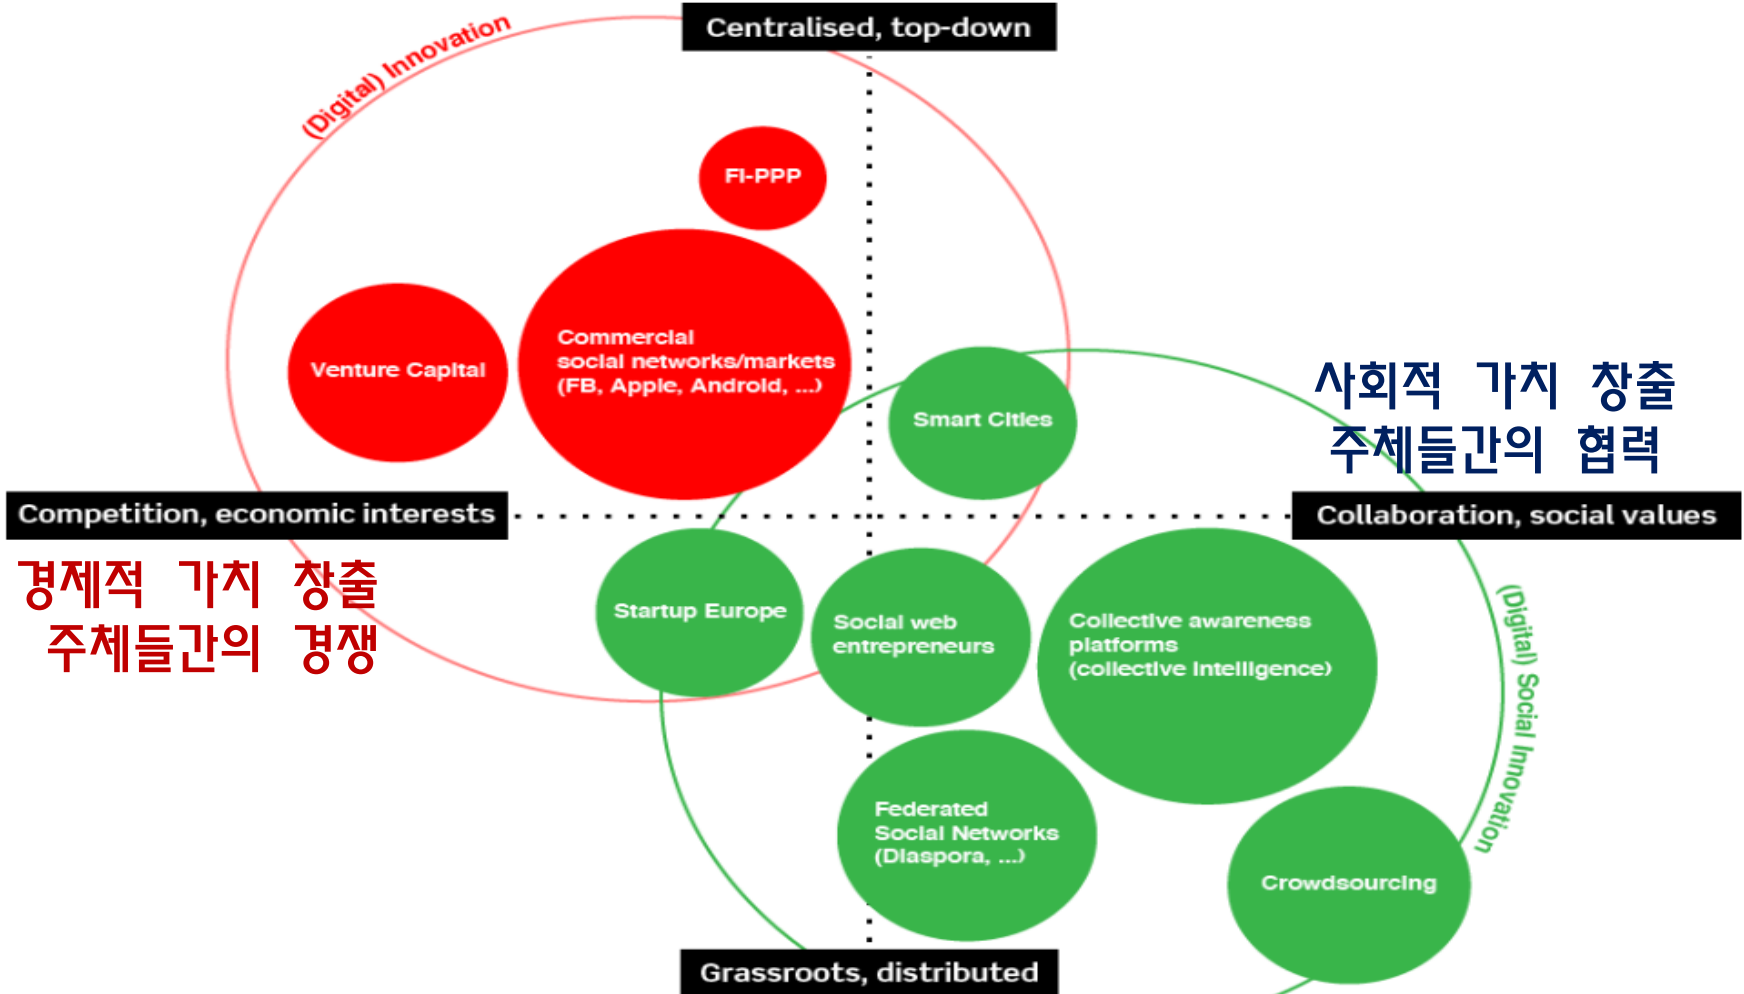 Centralised, top-down
(Digital) Innovation
FI-PPP
Commercial
social networks/markets
(FB, Apple, Android, ...)
Venture Capital
Smart Cities
사회적 가치 창출
주체들간의 협력
Competition, economic interests
Collaboration, social values
경제적 가치 창출
주체들간의 경쟁
Startup Europe
Social web
entrepreneurs
Collective awareness
platforms
(collective intelligence)
(Digital) Social Innovation
Federated
Social Networks
(Diaspora, ...)
Crowdsourcing
Grassroots, distributed